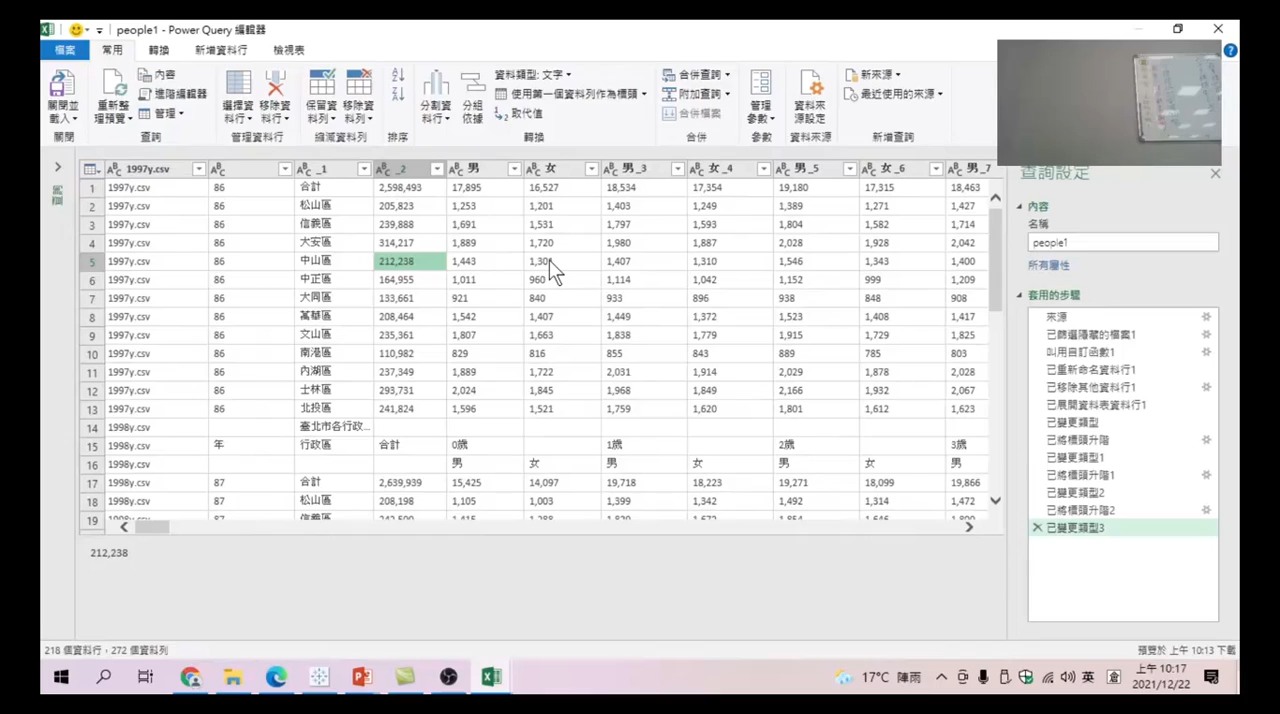 people1 - Power Query 編輯器
檔案 常用 轉換 新增資料行 檢視表
關閉並載入 關閉
重新整理預覽 內容 進階編輯器 管理 查詢
選擇資料行 移除資料行 管理資料行
保留資料列 移除資料列 縮減資料列
排序
分割資料行 分組依據 資料類型: 文字 使用第一個資料列作為標頭 取代值 轉換
合併查詢 附加查詢 合併檔案 合併
管理參數 參數
資料來源設定 資料來源
新來源 最近使用的來源 新增查詢
1997y.csv _1 _2 男 女 男_3 女_4 男_5 女_6 男_7
1 1997y.csv 86 合計 2,598,493 17,895 16,527 18,534 17,354 19,180 17,315 18,463
2 1997y.csv 86 松山區 205,823 1,253 1,201 1,403 1,249 1,389 1,271 1,427
3 1997y.csv 86 信義區 239,888 1,691 1,531 1,797 1,593 1,804 1,582 1,714
4 1997y.csv 86 大安區 314,217 1,889 1,720 1,980 1,887 2,028 1,928 2,042
5 1997y.csv 86 中山區 212,238 1,443 1,407 1,310 1,546 1,343 1,400
6 1997y.csv 86 中正區 164,955 1,011 960 1,114 1,042 1,152 999 1,209
7 1997y.csv 86 大同區 133,661 921 840 933 896 938 848 908
8 1997y.csv 86 萬華區 208,464 1,542 1,407 1,449 1,372 1,523 1,408 1,417
9 1997y.csv 86 文山區 235,361 1,807 1,663 1,838 1,779 1,915 1,729 1,825
10 1997y.csv 86 南港區 110,982 829 816 855 843 889 785 803
11 1997y.csv 86 內湖區 237,349 1,889 1,722 2,031 1,914 2,029 1,878 2,028
12 1997y.csv 86 士林區 293,731 2,024 1,845 1,968 1,849 2,166 1,932 2,067
13 1997y.csv 86 北投區 241,824 1,596 1,521 1,759 1,620 1,801 1,612 1,623
14 1998y.csv 臺北市各行政...
15 1998y.csv 年 行政區 合計 0歲 1歲 2歲 3歲
16 1998y.csv 男 女 男 女 男 女 男
17 1998y.csv 87 合計 2,639,939 15,425 14,097 19,718 18,223 19,271 18,099 19,866
18 1998y.csv 87 松山區 208,198 1,105 1,003 1,399 1,342 1,492 1,314 1,472
19
212,238
查詢設定
內容
名稱
people1
所有屬性
套用的步驟
來源
已篩選隱藏的檔案1
叫用自訂函數1
已重新命名資料行1
已移除其他資料行1
已展開資料表資料行1
已變更類型
已將標頭升階
已變更類型1
已將標頭升階1
已變更類型2
已將標頭升階2
已變更類型3
218 個資料行，272 個資料列
預覽於 上午 10:13 下載
17°C 陣雨 英
上午 10:17
2021/12/22